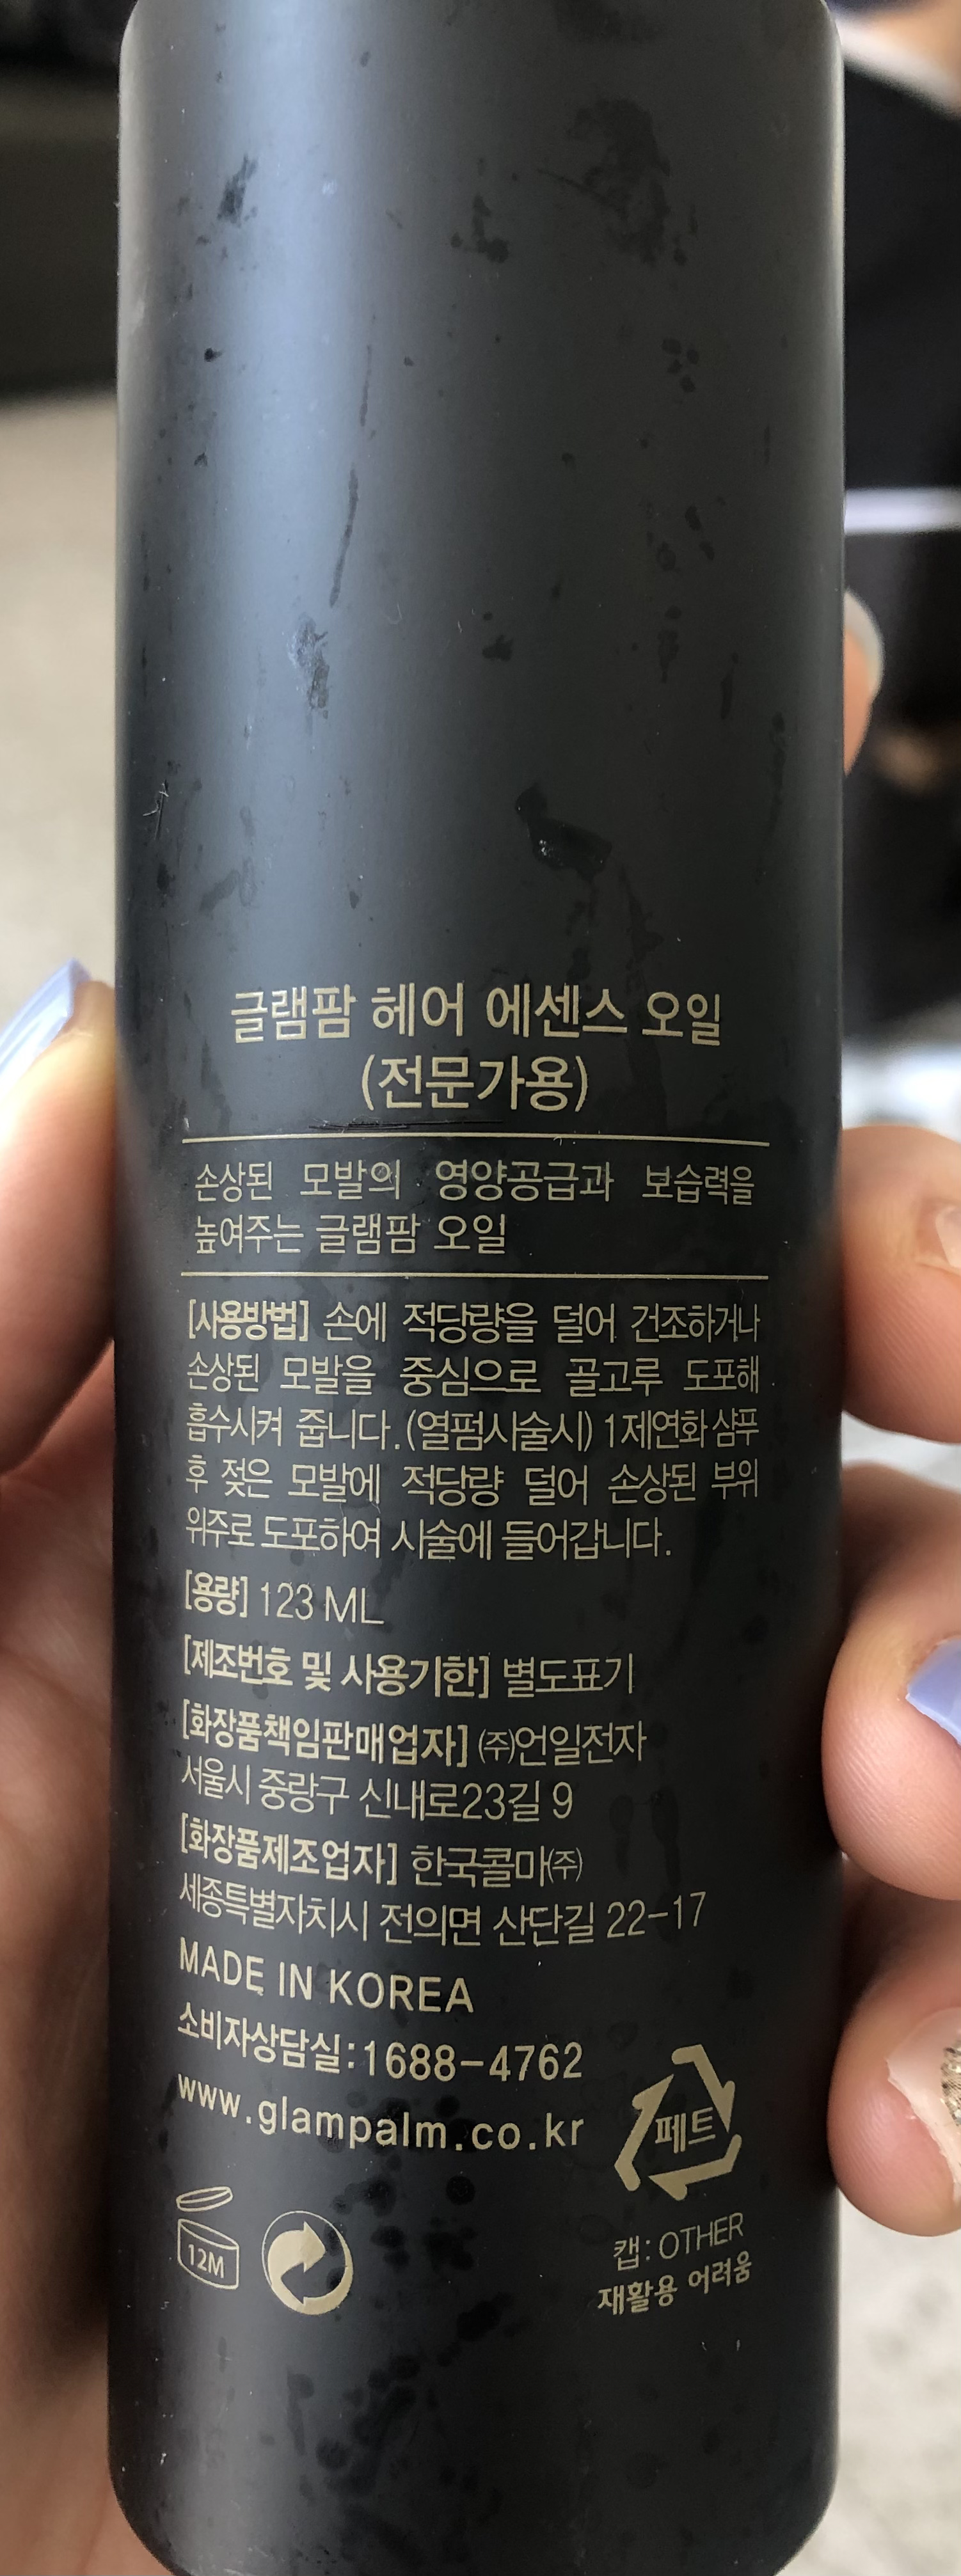 글램팜 헤어 에센스 오일
(전문가용)
손상된 모발의 영양공급과 보습력을
높여주는 글램팜 오일
[사용방법] 손에 적당량을 덜어 건조하거나
손상된 모발을 중심으로 골고루 도포해
흡수시켜 줍니다.(열펌시술시) 1제연화 샴푸
후 젖은 모발에 적당량 덜어 손상된 부위
위주로 도포하여 시술에 들어갑니다.
[용량] 123 ML
[제조번호 및 사용기한] 별도표기
[화장품책임판매업자] ㈜언일전자
서울시 중랑구 신내로23길 9
[화장품제조업자] 한국콜마㈜
세종특별자치시 전의면 산단길 22-17
MADE IN KOREA
소비자상담실:1688-4762
www.glampalm.co.kr
페트
캡: OTHER
재활용 어려움
12M